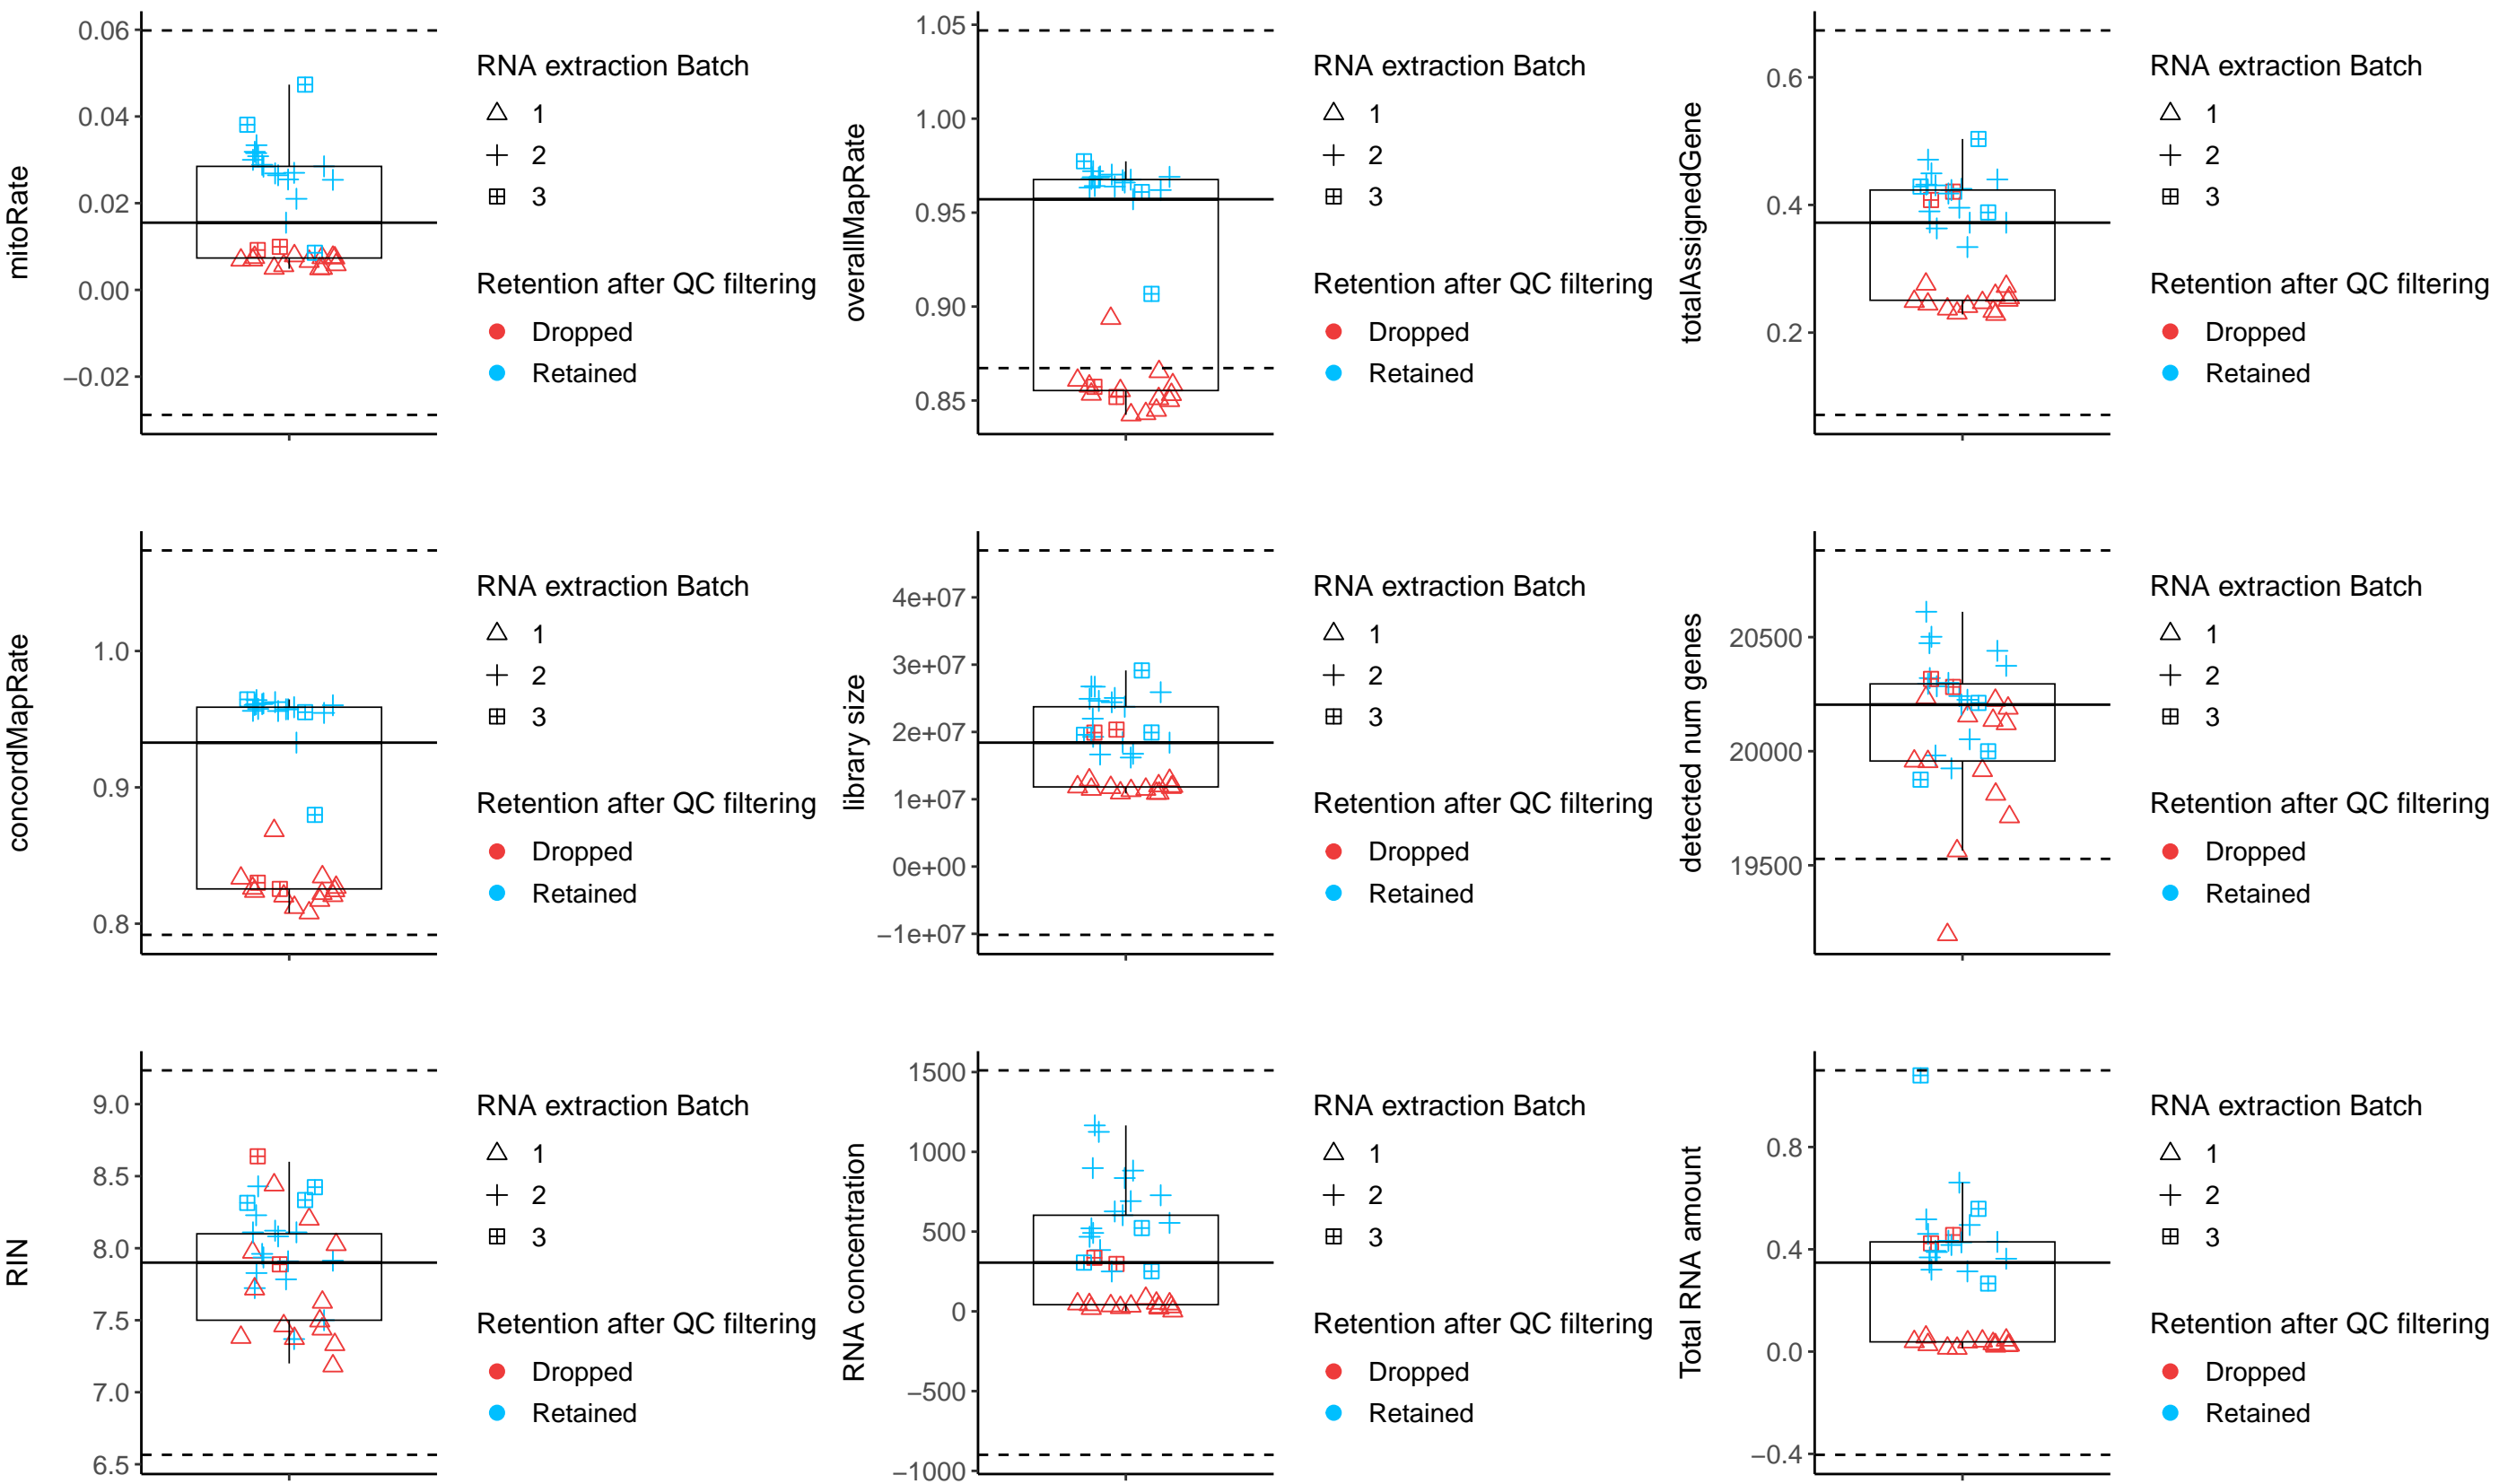 mitoRate
0.06
0.04
0.02
0.00
−0.02
RNA extraction Batch
1
2
3
Retention after QC filtering
Dropped
Retained
overallMapRate
1.05
1.00
0.95
0.90
0.85
RNA extraction Batch
1
2
3
Retention after QC filtering
Dropped
Retained
totalAssignedGene
0.6
0.4
0.2
RNA extraction Batch
1
2
3
Retention after QC filtering
Dropped
Retained
concordMapRate
1.0
0.9
0.8
RNA extraction Batch
1
2
3
Retention after QC filtering
Dropped
Retained
library size
4e+07
3e+07
2e+07
1e+07
0e+00
−1e+07
RNA extraction Batch
1
2
3
Retention after QC filtering
Dropped
Retained
detected num genes
20500
20000
19500
RNA extraction Batch
1
2
3
Retention after QC filtering
Dropped
Retained
RIN
9.0
8.5
8.0
7.5
7.0
6.5
RNA extraction Batch
1
2
3
Retention after QC filtering
Dropped
Retained
RNA concentration
1500
1000
500
0
−500
−1000
RNA extraction Batch
1
2
3
Retention after QC filtering
Dropped
Retained
Total RNA amount
0.8
0.4
0.0
−0.4
RNA extraction Batch
1
2
3
Retention after QC filtering
Dropped
Retained